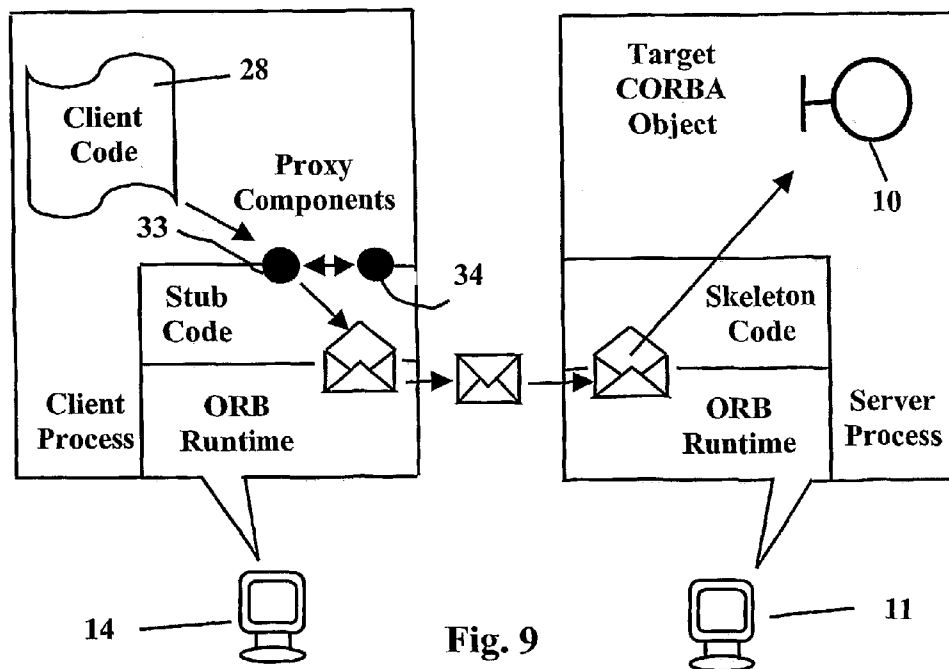 28
Client
Code
Proxy
Components
33
34
Stub
Code
Client
Process
ORB
Runtime
14
Target
CORBA
Object
10
Skeleton
Code
ORB
Runtime
Server
Process
11
Fig. 9